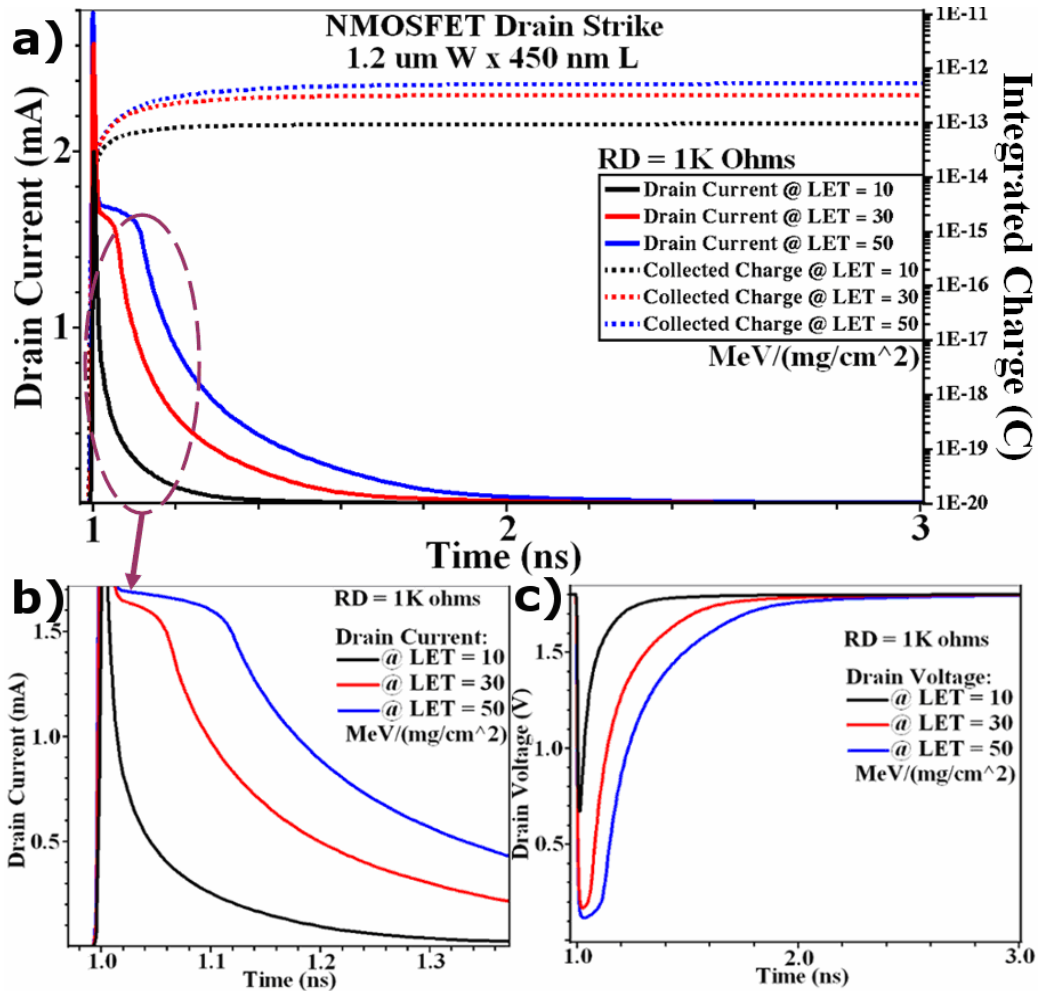 a)
NMOSFET Drain Strike
1.2 um W x 450 nm L
Drain Current (mA)
2
1
1E-11
1E-12
1E-13
1E-14
1E-15
1E-16
1E-17
1E-18
1E-19
1E-20
Integrated Charge (C)
RD = 1K Ohms
Drain Current @ LET = 10
Drain Current @ LET = 30
Drain Current @ LET = 50
Collected Charge @ LET = 10
Collected Charge @ LET = 30
Collected Charge @ LET = 50
MeV/(mg/cm^2)
1
2
3
Time (ns)
b)
RD = 1K ohms
Drain Current:
@ LET = 10
@ LET = 30
@ LET = 50
MeV/(mg/cm^2)
Drain Current (mA)
1.5
1.0
0.5
1.0
1.1
1.2
1.3
Time (ns)
c)
RD = 1K ohms
Drain Voltage:
@ LET = 10
@ LET = 30
@ LET = 50
MeV/(mg/cm^2)
Drain Voltage (V)
1.5
1.0
0.5
1.0
2.0
3.0
Time (ns)